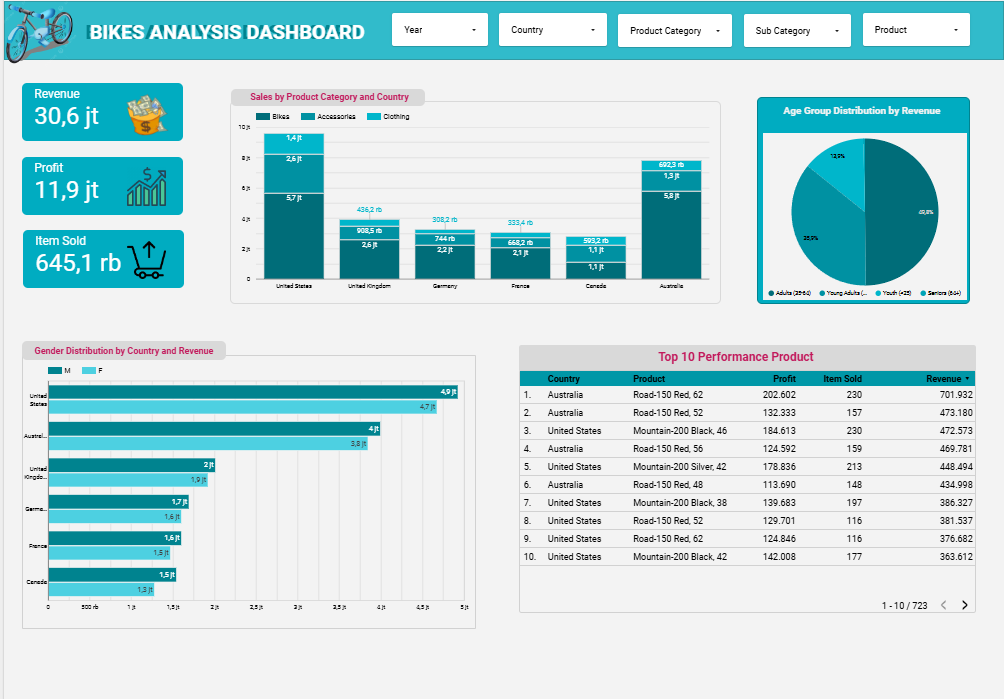 BIKES ANALYSIS DASHBOARD
Year
Country
Product Category
Sub Category
Product
Revenue
30,6 jt
Profit
11,9 jt
Item Sold
645,1 rb
Sales by Product Category and Country
Bikes Accessories Clothing
10 jt
8 jt
6 jt
4 jt
2 jt
0
1,4 jt
2,6 jt
5,7 jt
436,2 rb
908,5 rb
2,6 jt
308,2 rb
744 rb
2,2 jt
333,4 rb
668,2 rb
2,1 jt
593,2 rb
1,1 jt
1,1 jt
692,3 rb
1,3 jt
5,8 jt
United States United Kingdom Germany France Canada Australia
Age Group Distribution by Revenue
49,8%
35,9%
Adults (35-64) Young Adults (... Youth (<25) Seniors (64+)
Gender Distribution by Country and Revenue
M F
United States
4,9 jt
4,7 jt
Austral...
4 jt
3,8 jt
United Kingdo...
2 jt
1,9 jt
Germa...
1,7 jt
1,6 jt
France
1,6 jt
1,5 jt
Canada
1,5 jt
1,3 jt
0 500 rb 1 jt 1,5 jt 2 jt 2,5 jt 3 jt 3,5 jt 4 jt 4,5 jt 5 jt
Top 10 Performance Product
Country Product Profit Item Sold Revenue
1. Australia Road-150 Red, 62 202.602 230 701.932
2. Australia Road-150 Red, 52 132.333 157 473.180
3. United States Mountain-200 Black, 46 184.613 230 472.573
4. Australia Road-150 Red, 56 124.592 159 469.781
5. United States Mountain-200 Silver, 42 178.836 213 448.494
6. Australia Road-150 Red, 48 113.690 148 434.998
7. United States Mountain-200 Black, 38 139.683 197 386.327
8. United States Road-150 Red, 52 129.701 116 381.537
9. United States Road-150 Red, 62 124.846 116 376.682
10. United States Mountain-200 Black, 42 142.008 177 363.612
1 - 10 / 723